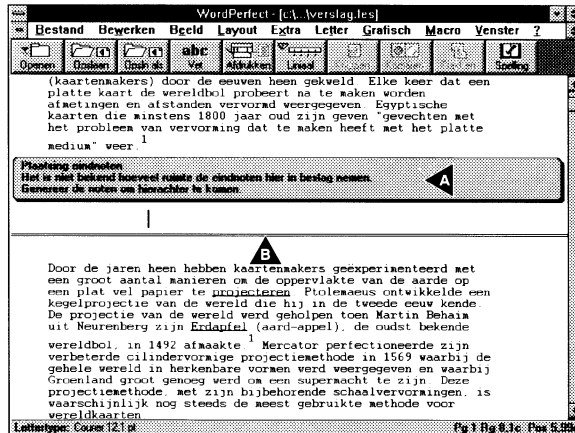 WordPerfect - [c:\...\verslag.les]
Bestand Bewerken Beeld Layout Extra Letter Grafisch Macro Venster ?
Openen Opslaan Opsln als abc Vet Afdrukken Liniaal Spelling
(kaartenmakers) door de eeuwen heen gekweld. Elke keer dat een
platte kaart de wereldbol probeert na te maken worden
afmetingen en afstanden vervormd weergegeven. Egyptische
kaarten die minstens 1800 jaar oud zijn geven "gevechten met
het probleem van vervorming dat te maken heeft met het platte
medium" weer.1
Plaatsing eindnoten
Het is niet bekend hoeveel ruimte de eindnoten hier in beslag nemen.
Genereer de noten om hierachter te komen.
A
B
Door de jaren heen hebben kaartenmakers geëxperimenteerd met
een groot aantal manieren om de oppervlakte van de aarde op
een plat vel papier te projecteren. Ptolemaeus ontwikkelde een
kegelprojectie van de wereld die hij in de tweede eeuw kende.
De projectie van de wereld werd geholpen toen Martin Behaim
uit Neurenberg zijn Erdapfel (aard-appel), de oudst bekende
wereldbol, in 1492 afmaakte.1 Mercator perfectioneerde zijn
verbeterde cilindervormige projectiemethode in 1569 waarbij de
gehele wereld in herkenbare vormen werd weergegeven en waarbij
Groenland groot genoeg werd om een supermacht te zijn. Deze
projectiemethode, met zijn bijbehorende schaalvervormingen, is
waarschijnlijk nog steeds de meest gebruikte methode voor
wereldkaarten.
Lettertype: Courier 12,1 pt Pg 1 Rg 8,1c Pos 5,99c